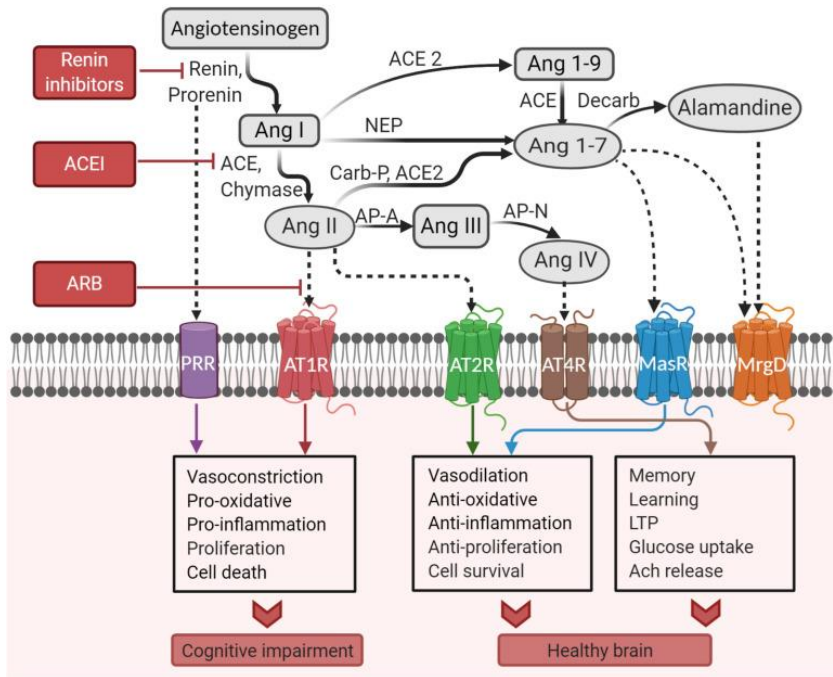 Angiotensinogen
Renin
inhibitors
Renin,
Prorenin
ACE 2
Ang 1-9
ACE
Decarb
Alamandine
Ang I
NEP
Ang 1-7
ACEI
ACE,
Chymase
Carb-P, ACE2
Ang II
AP-A
Ang III
AP-N
Ang IV
ARB
PRR
AT1R
AT2R
AT4R
MasR
MrgD
Vasoconstriction
Pro-oxidative
Pro-inflammation
Proliferation
Cell death
Vasodilation
Anti-oxidative
Anti-inflammation
Anti-proliferation
Cell survival
Memory
Learning
LTP
Glucose uptake
Ach release
Cognitive impairment
Healthy brain